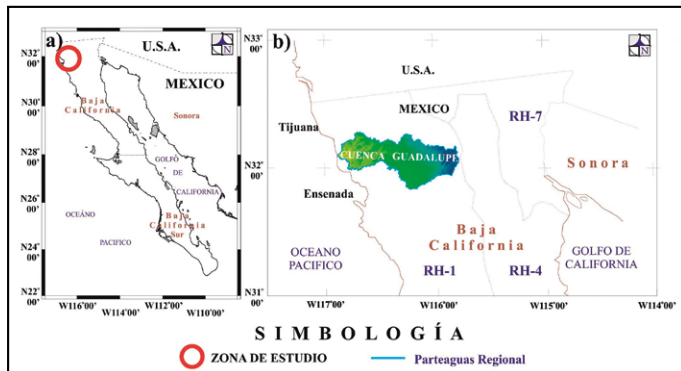 a)
U.S.A.
N
MEXICO
Baja
California
Sonora
GOLFO
DE
CALIFORNIA
OCEÁNO
PACIFICO
Baja
California
Sur
N32°
00'
N30°
00'
N28°
00'
N26°
00'
N24°
00'
N22°
00'
W116°00'
W114°00'
W112°00'
W110°00'
b)
N
U.S.A.
MEXICO
RH-7
Tijuana
CUENCA GUADALUPE
Sonora
Ensenada
Baja
California
OCEANO
PACIFICO
RH-1
RH-4
GOLFO DE
CALIFORNIA
N33°
00'
N32°
00'
N31°
00'
W117°00'
W116°00'
W115°00'
W114°00'
SIMBOLOGÍA
ZONA DE ESTUDIO
Parteaguas Regional